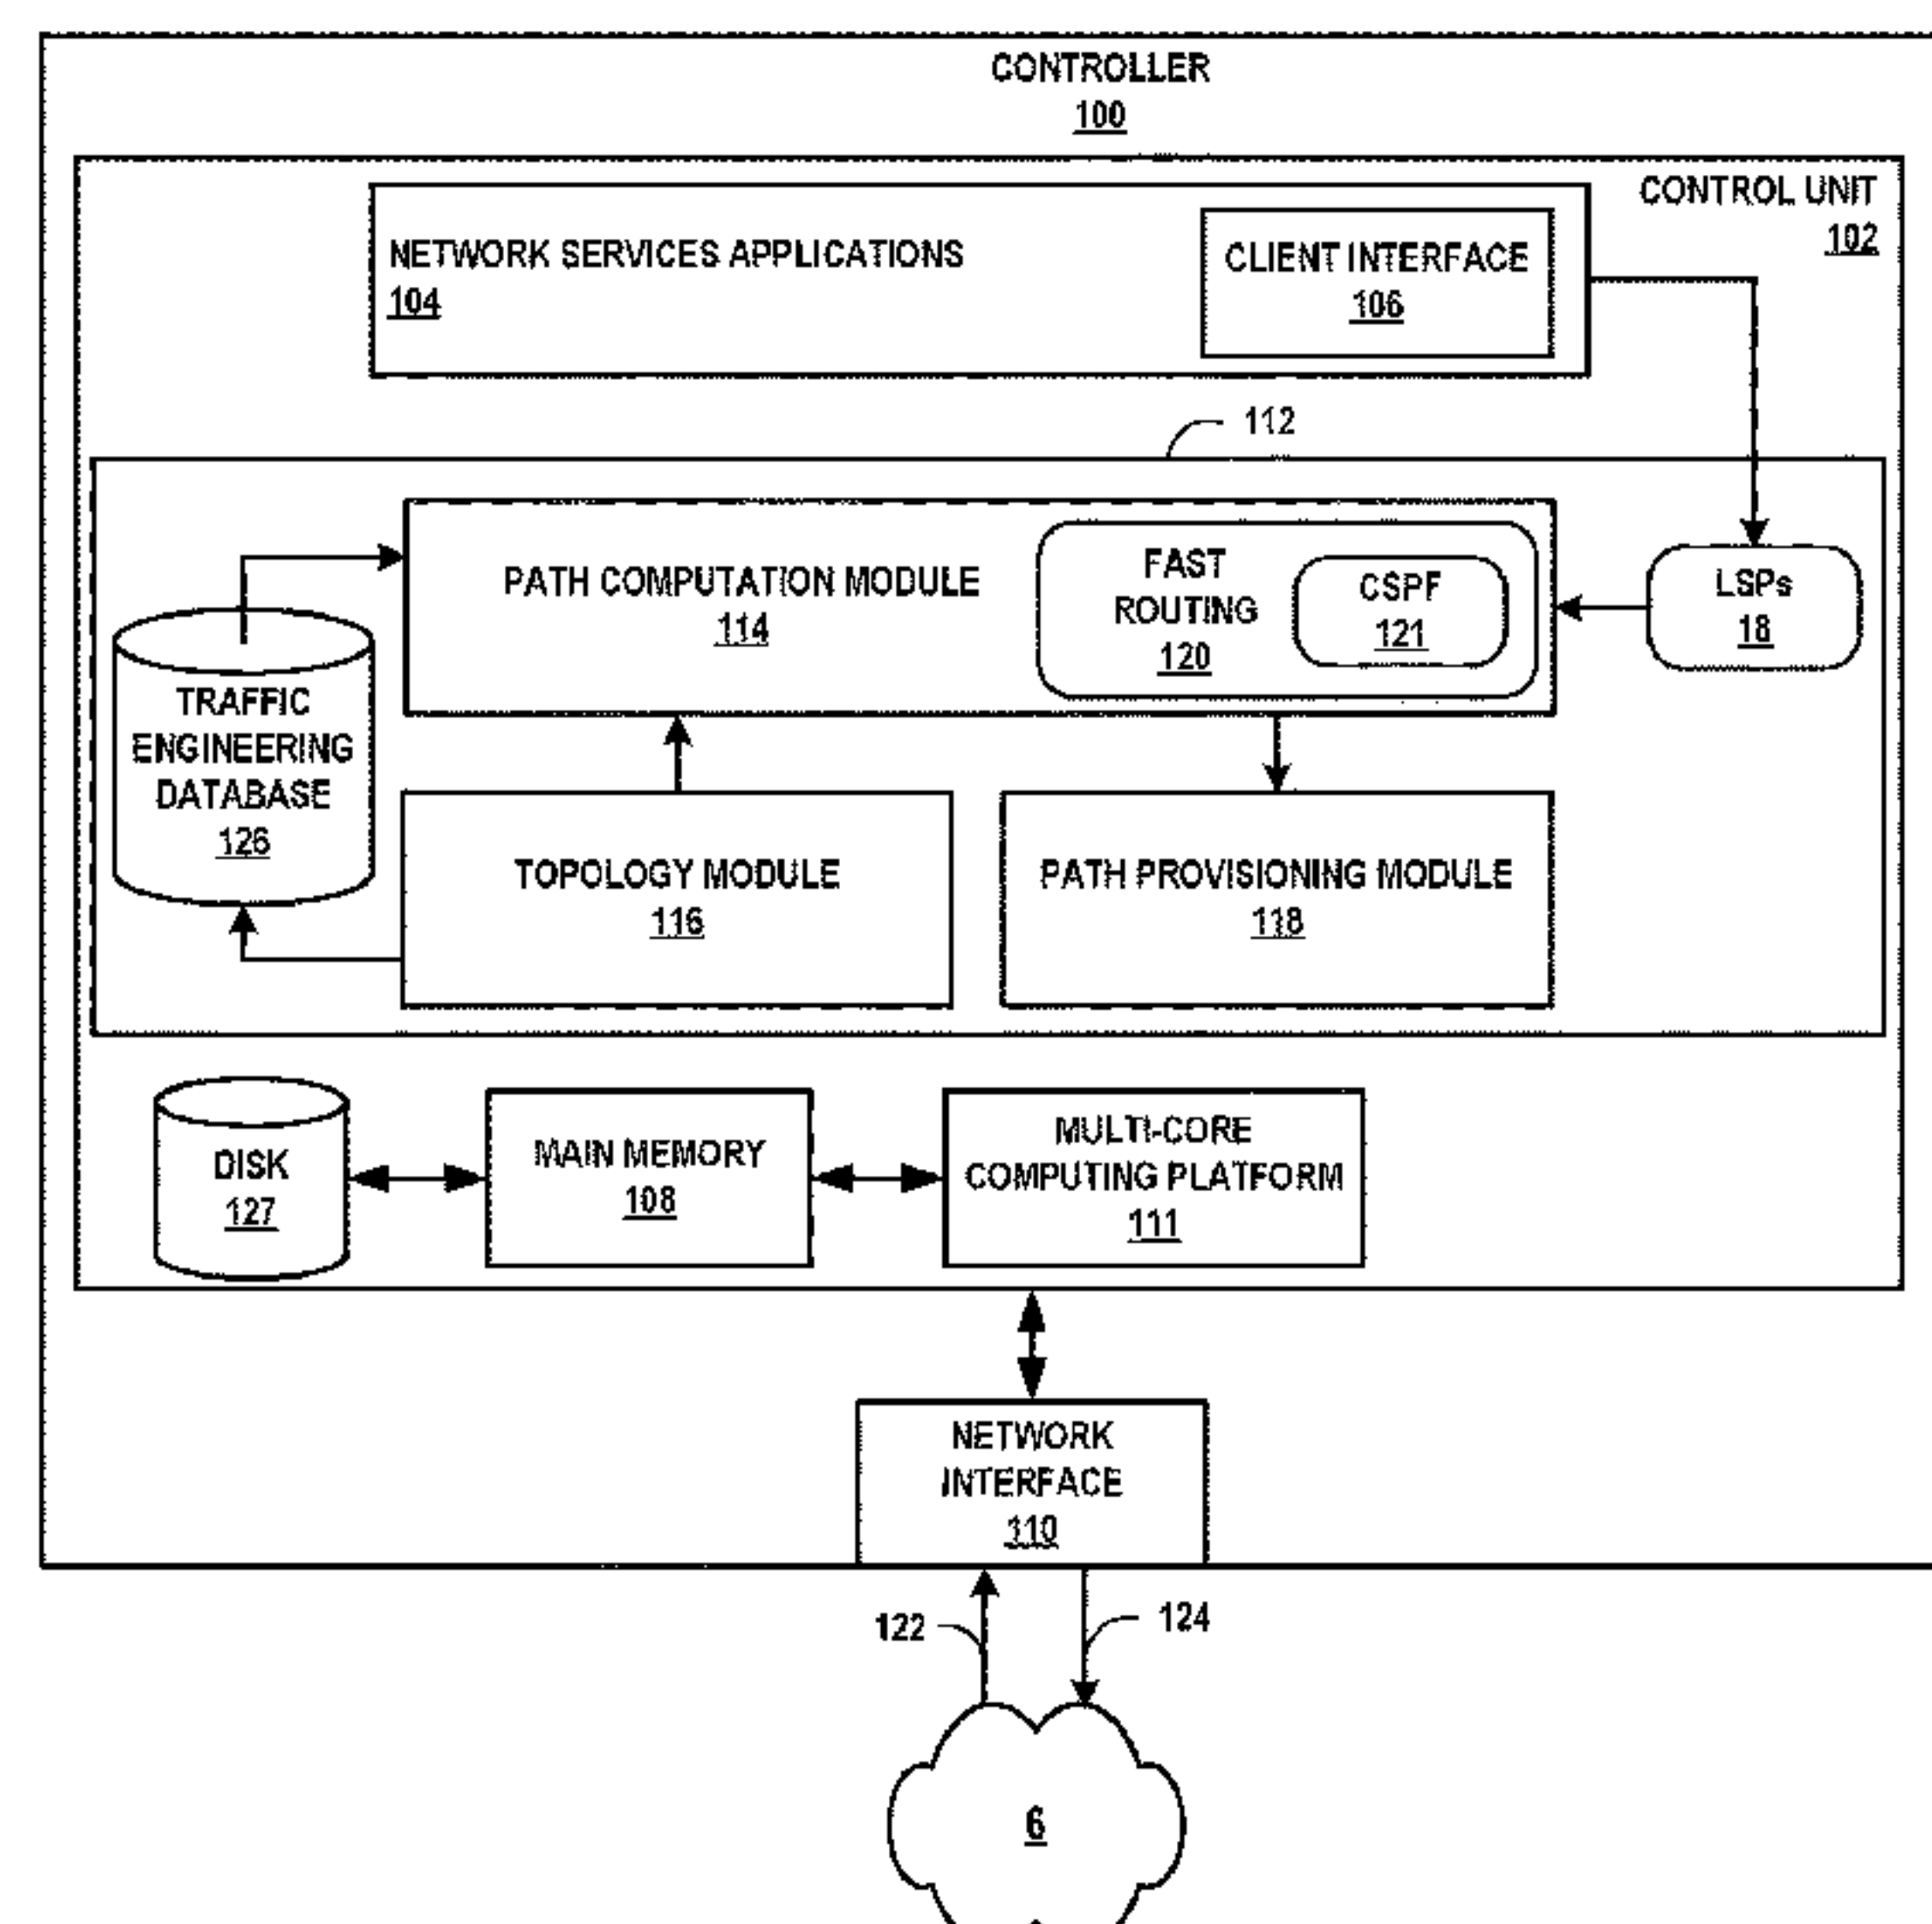 CONTROLLER
100
CONTROL UNIT
102
NETWORK SERVICES APPLICATIONS
104
CLIENT INTERFACE
106
112
PATH COMPUTATION MODULE
114
FAST
ROUTING
120
CSPF
121
LSPs
18
TRAFFIC
ENGINEERING
DATABASE
126
TOPOLOGY MODULE
116
PATH PROVISIONING MODULE
118
DISK
127
MAIN MEMORY
108
MULTI-CORE
COMPUTING PLATFORM
111
NETWORK
INTERFACE
110
122
124
6